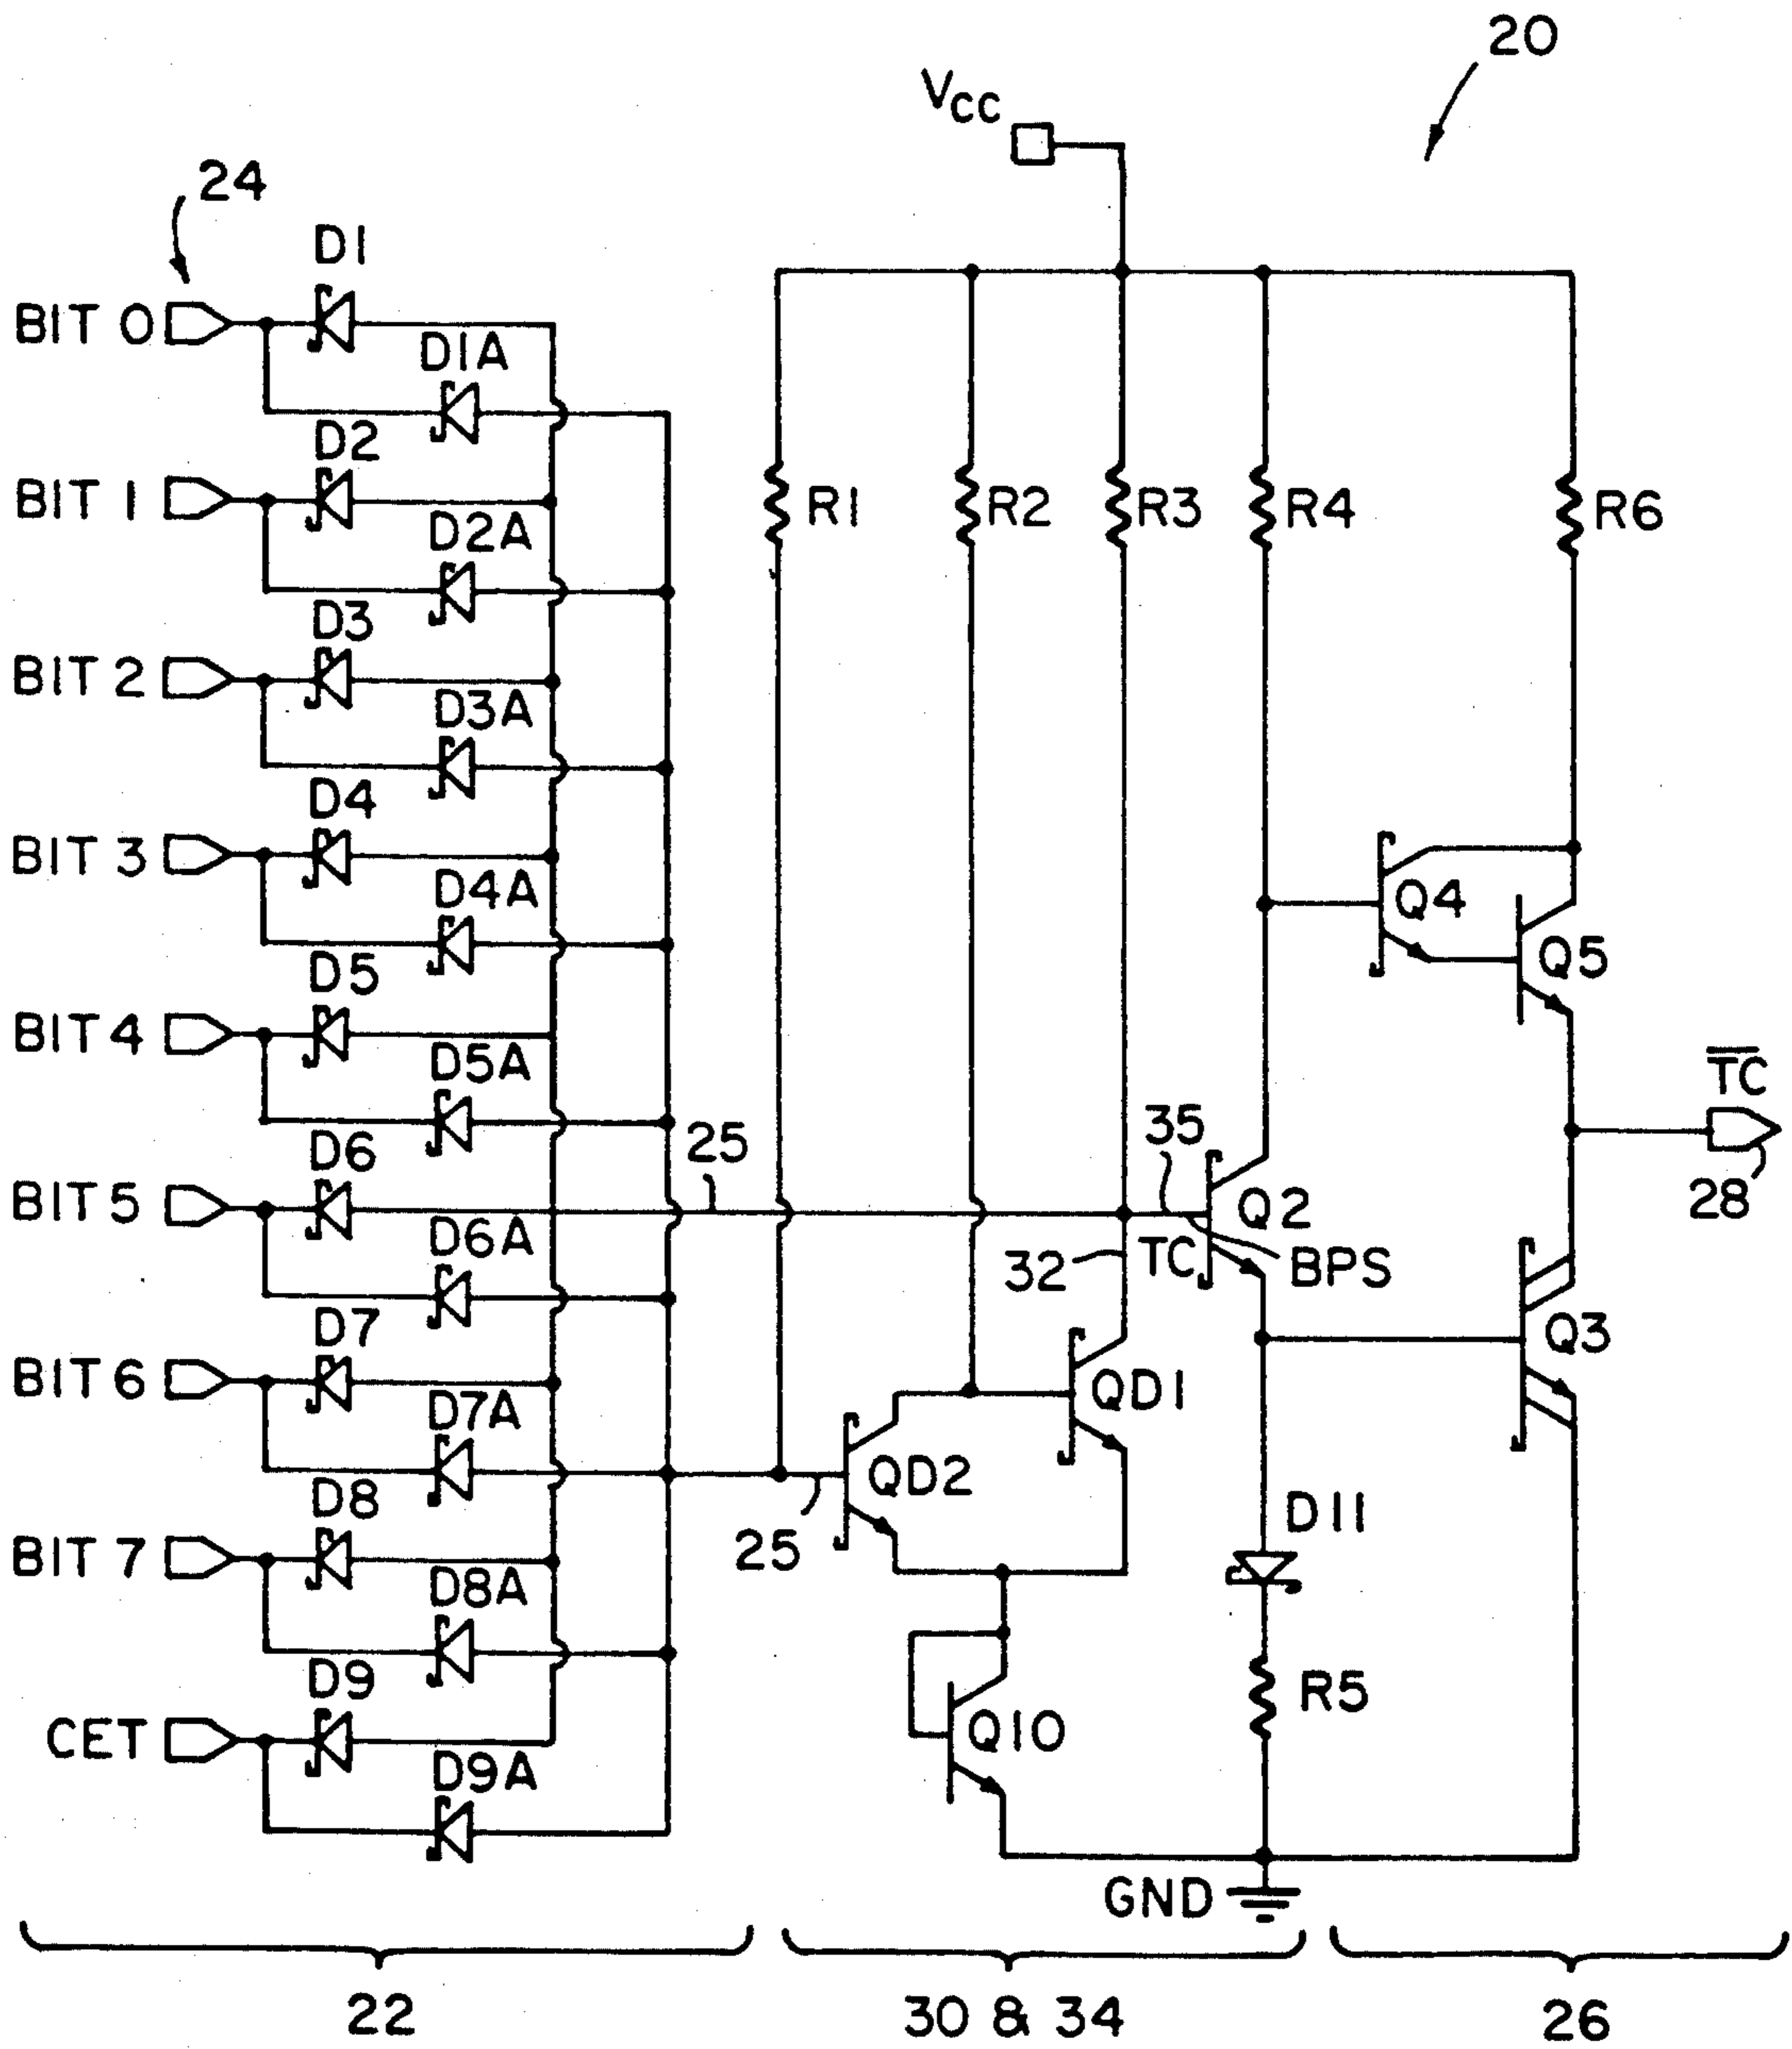 20
VCC
24
D1
BIT 0
D1A
D2
BIT 1
R1
R2
R3
R4
R6
D2A
D3
BIT 2
D3A
D4
BIT 3
D4A
Q4
Q5
D5
BIT 4
D5A
TC
25
35
D6
BIT 5
Q2
28
D6A
32
TC
BPS
D7
Q3
BIT 6
QD1
D7A
QD2
D8
D11
25
BIT 7
D8A
D9
R5
CET
Q10
D9A
GND
22
30 & 34
26